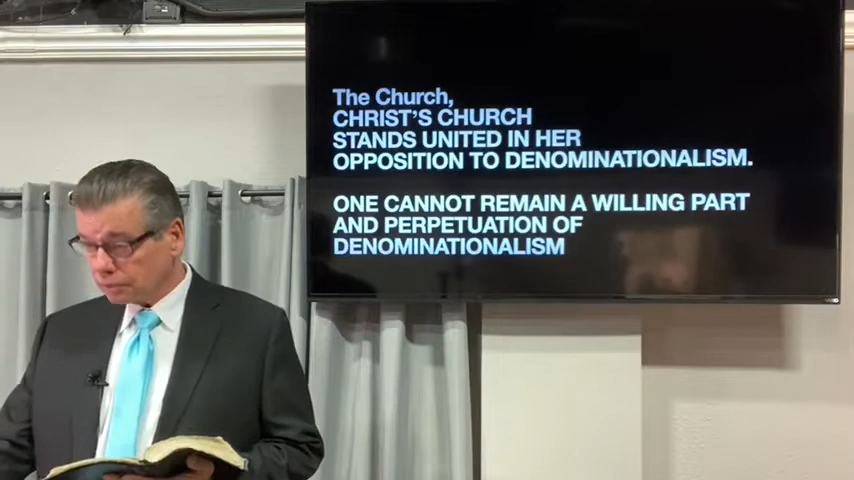 The Church,
CHRIST'S CHURCH
STANDS UNITED IN HER
OPPOSITION TO DENOMINATIONALISM.
ONE CANNOT REMAIN A WILLING PART
AND PERPETUATION OF
DENOMINATIONALISM